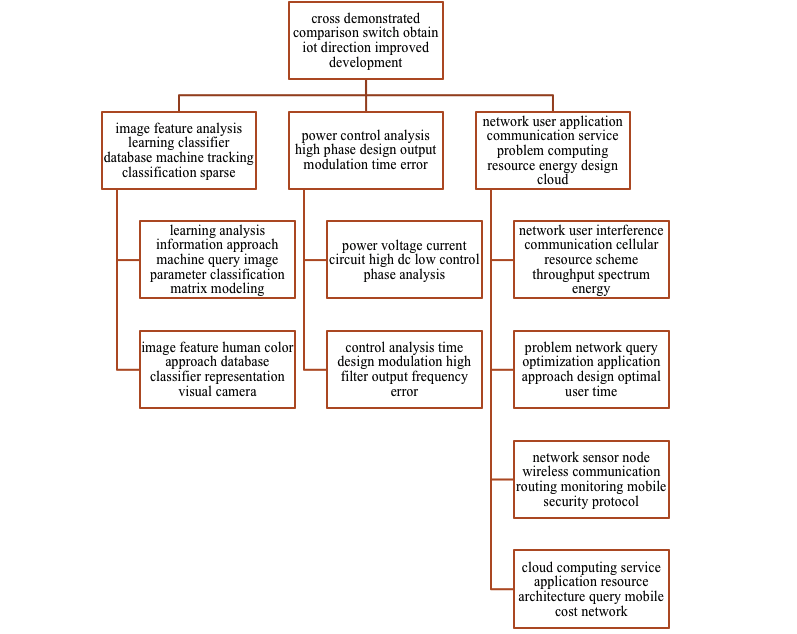 cross demonstrated
comparison switch obtain
iot direction improved
development
image feature analysis
learning classifier
database machine tracking
classification sparse
power control analysis
high phase design output
modulation time error
network user application
communication service
problem computing
resource energy design
cloud
learning analysis
information approach
machine query image
parameter classification
matrix modeling
image feature human color
approach database
classifier representation
visual camera
power voltage current
circuit high dc low control
phase analysis
control analysis time
design modulation high
filter output frequency
error
network user interference
communication cellular
resource scheme
throughput spectrum
energy
problem network query
optimization application
approach design optimal
user time
network sensor node
wireless communication
routing monitoring mobile
security protocol
cloud computing service
application resource
architecture query mobile
cost network